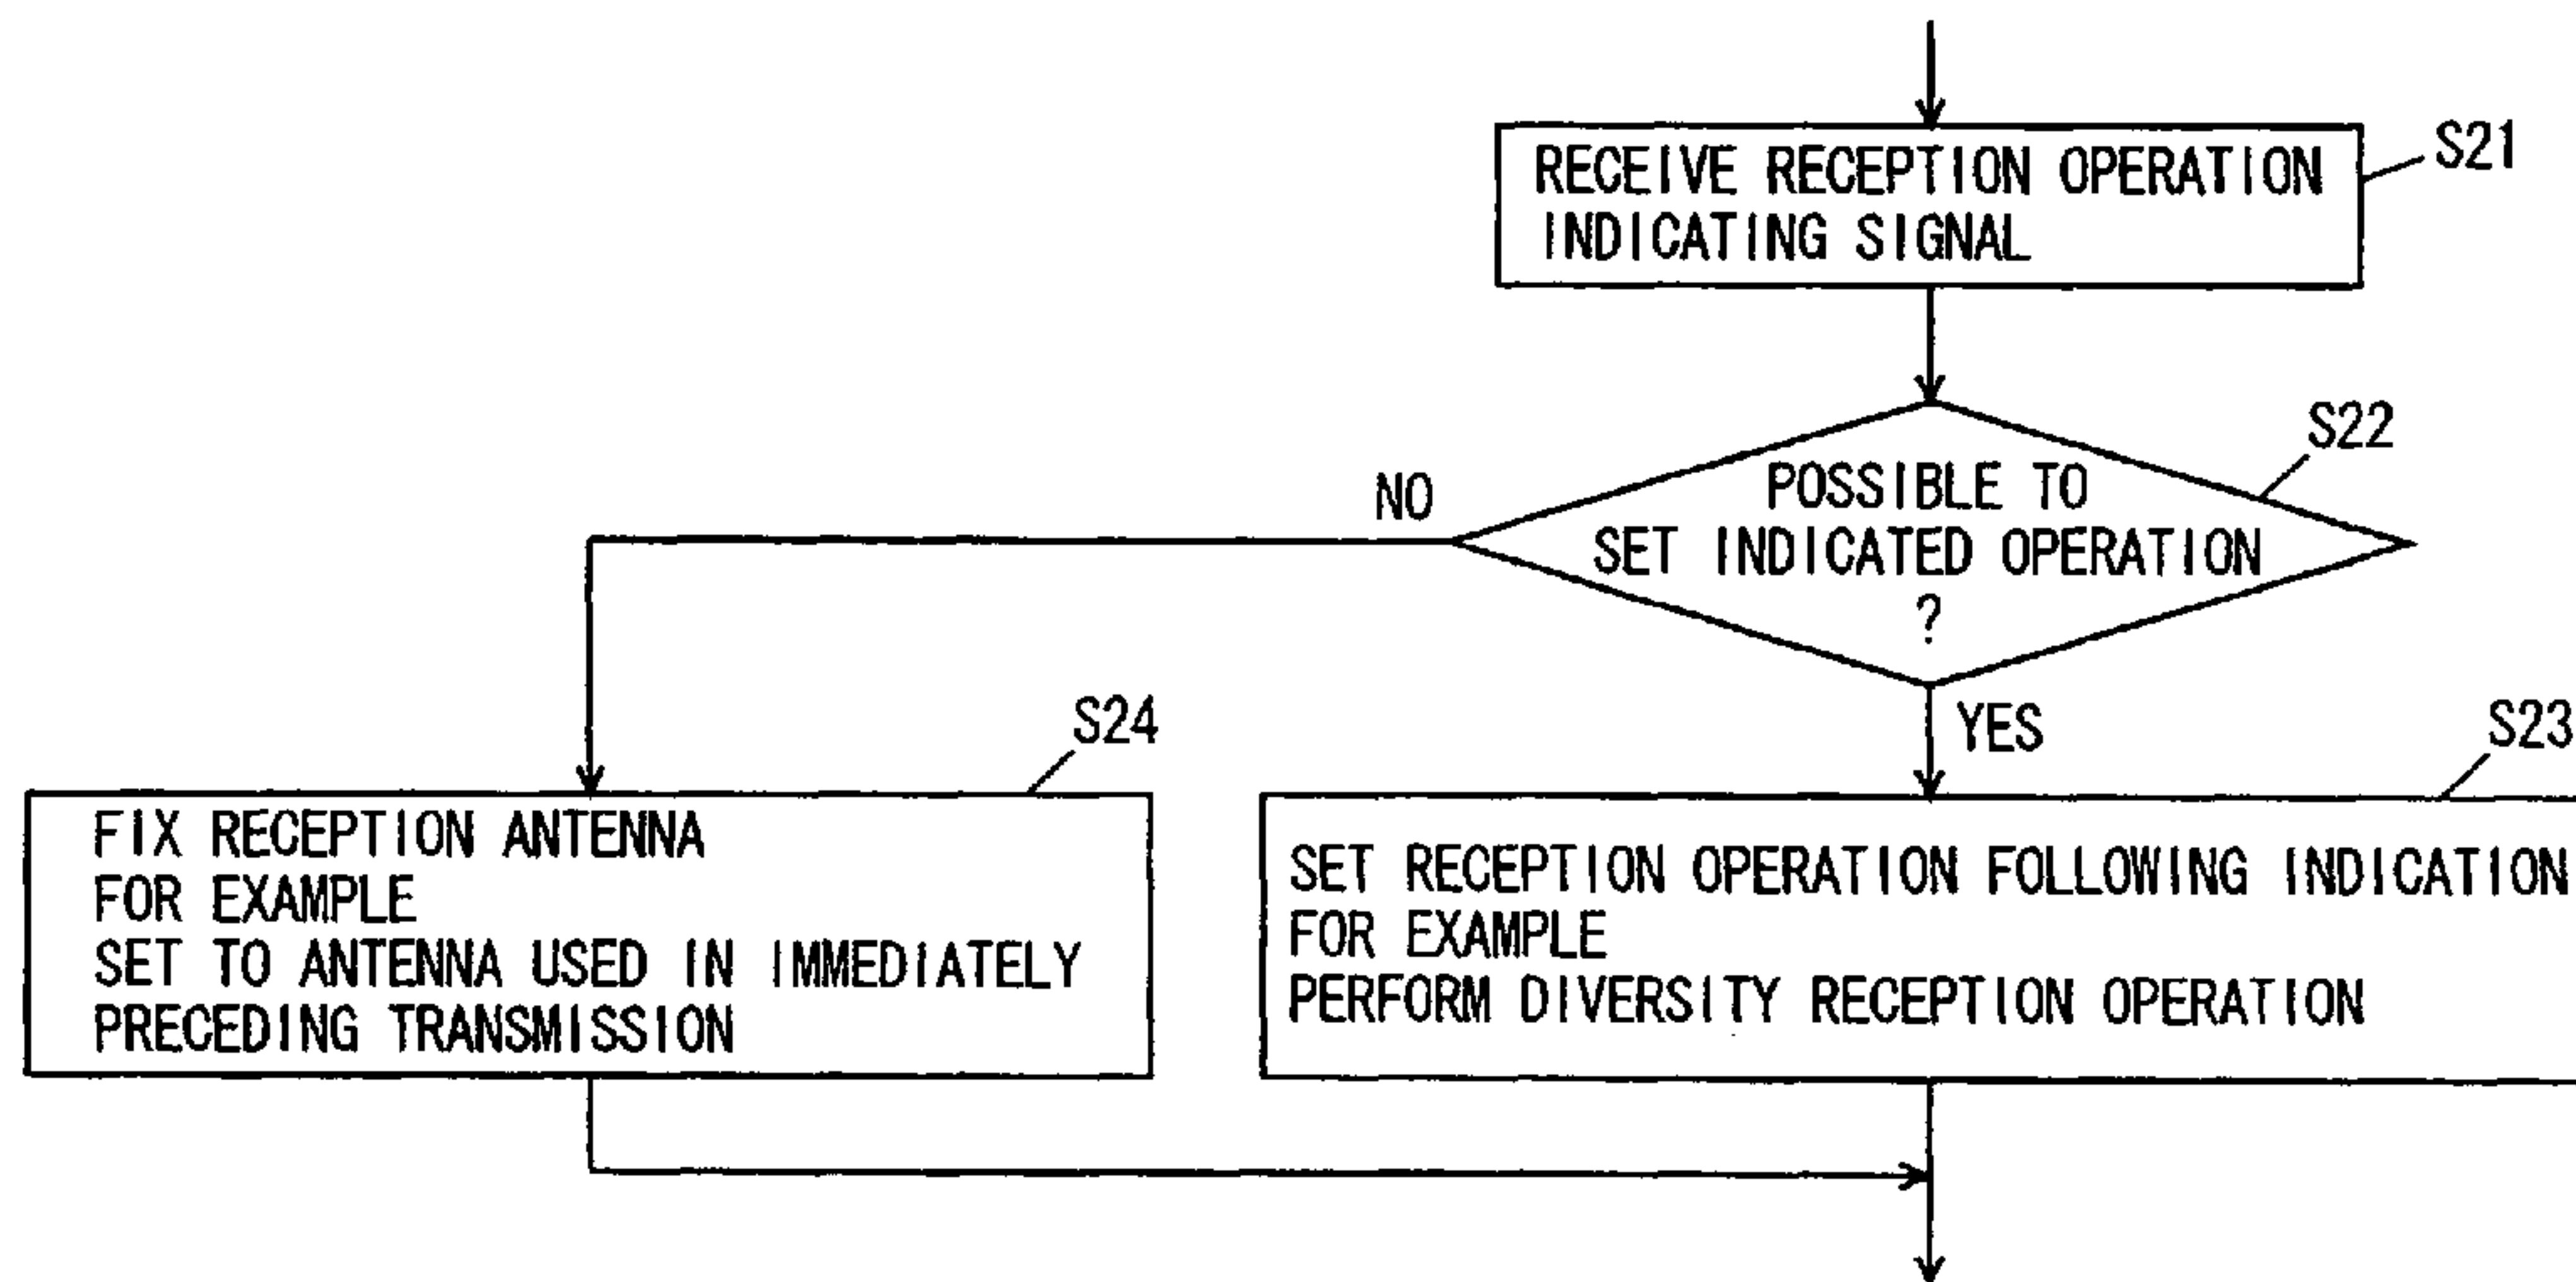 RECEIVE RECEPTION OPERATION
INDICATING SIGNAL
S21
S22
POSSIBLE TO
SET INDICATED OPERATION
?
NO
YES
S24
FIX RECEPTION ANTENNA
FOR EXAMPLE
SET TO ANTENNA USED IN IMMEDIATELY
PRECEDING TRANSMISSION
S23
SET RECEPTION OPERATION FOLLOWING INDICATION
FOR EXAMPLE
PERFORM DIVERSITY RECEPTION OPERATION